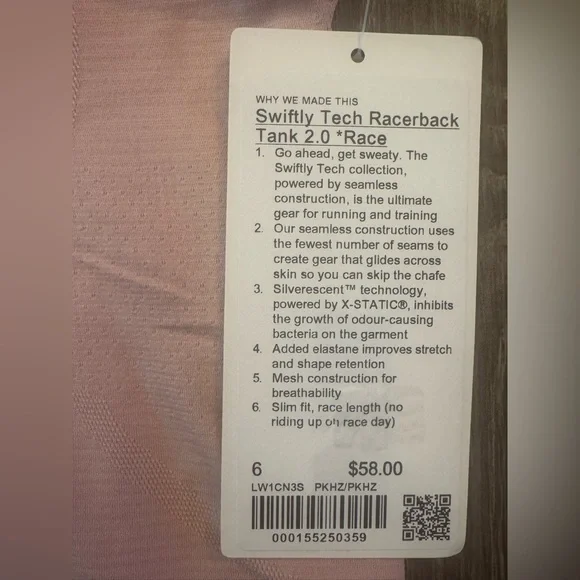 WHY WE MADE THIS
Swiftly Tech Racerback
Tank 2.0 *Race
1. Go ahead, get sweaty. The
Swiftly Tech collection,
powered by seamless
construction, is the ultimate
gear for running and training
2. Our seamless construction uses
the fewest number of seams to
create gear that glides across
skin so you can skip the chafe
3. Silverescent™ technology,
powered by X-STATIC®, inhibits
the growth of odour-causing
bacteria on the garment
4. Added elastane improves stretch
and shape retention
5. Mesh construction for
breathability
6. Slim fit, race length (no
riding up on race day)
6 $58.00
LW1CN3S PKHZ/PKHZ
000155250359